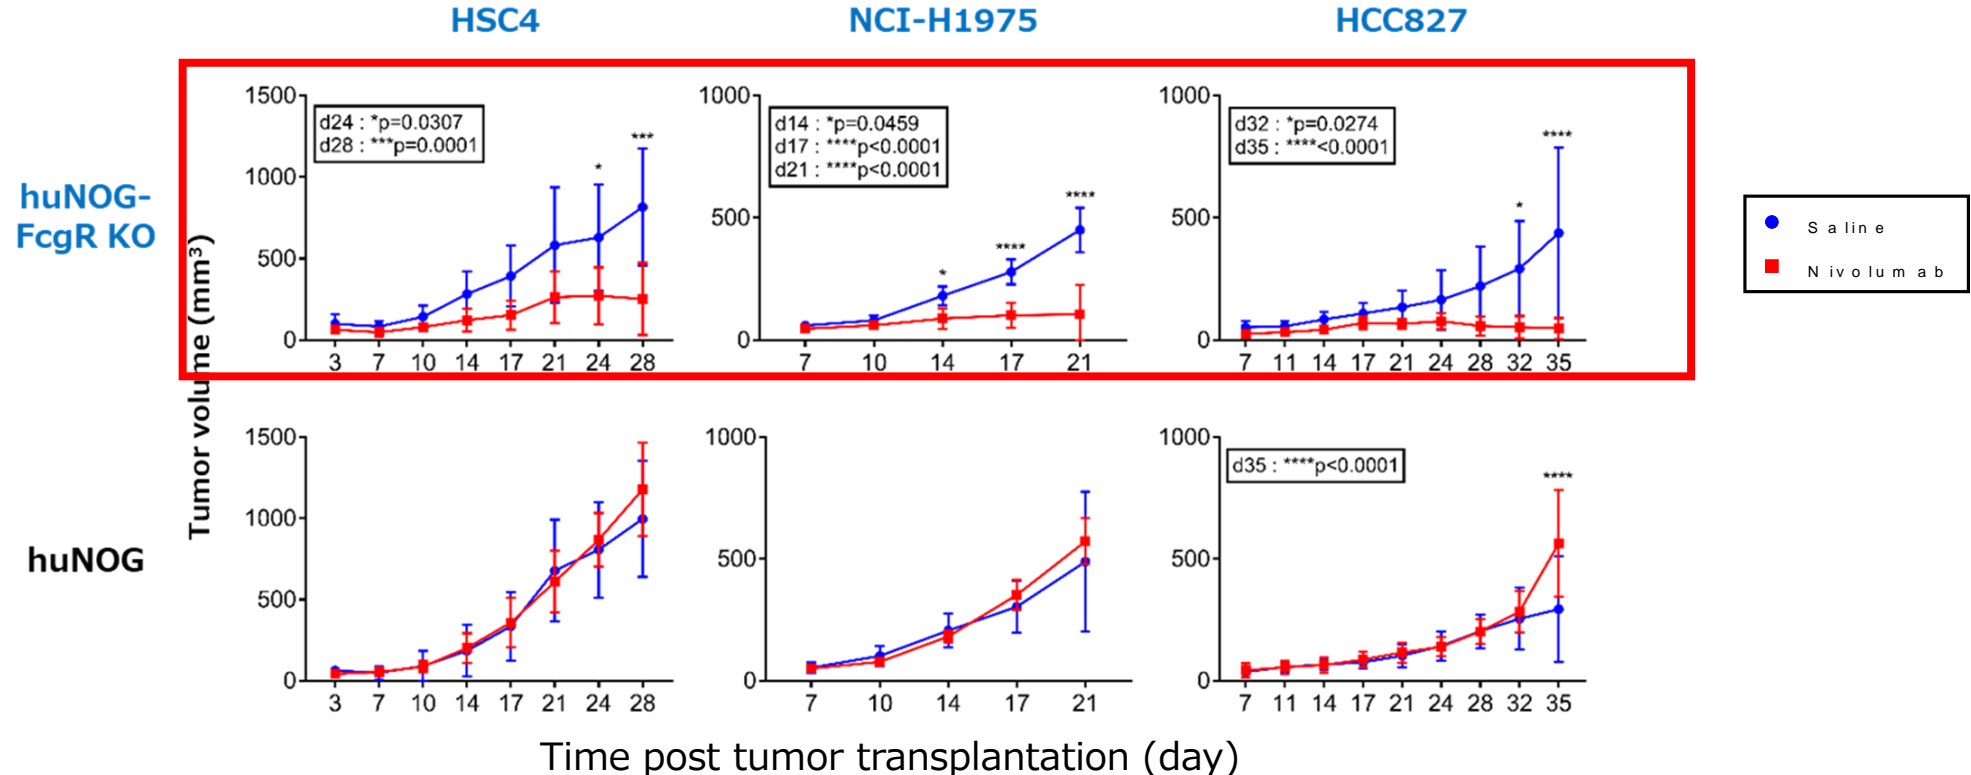 HSC4
NCI-H1975
HCC827
huNOG-
FcgR KO
Tumor volume (mm³)
1500
1000
500
0
d24 : *p=0.0307
d28 : ***p=0.0001
*
***
3 7 10 14 17 21 24 28
1000
500
0
d14 : *p=0.0459
d17 : ****p<0.0001
d21 : ****p<0.0001
*
****
****
7 10 14 17 21
1000
500
0
d32 : *p=0.0274
d35 : ****<0.0001
*
****
7 11 14 17 21 24 28 32 35
Saline
Nivolumab
huNOG
1500
1000
500
0
3 7 10 14 17 21 24 28
1000
500
0
7 10 14 17 21
1000
500
0
d35 : ****p<0.0001
****
7 11 14 17 21 24 28 32 35
Time post tumor transplantation (day)